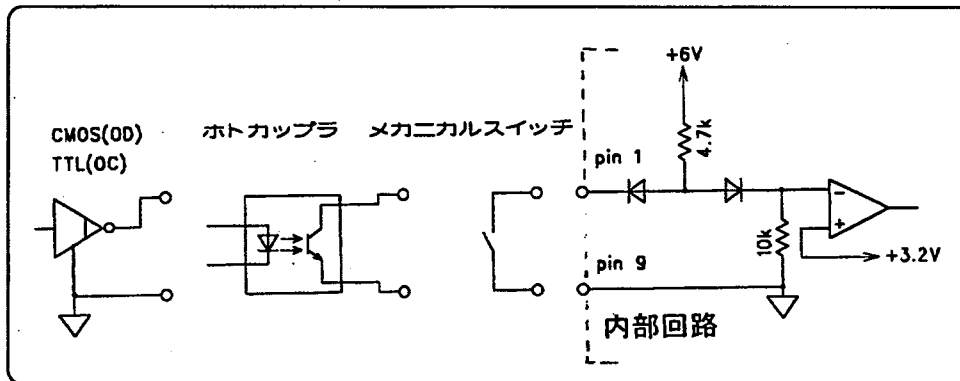 CMOS(OD)
TTL(OC)
ホトカップラ
メカニカルスイッチ
+6V
4.7k
pin 1
10k
+3.2V
pin 9
内部回路
-
+